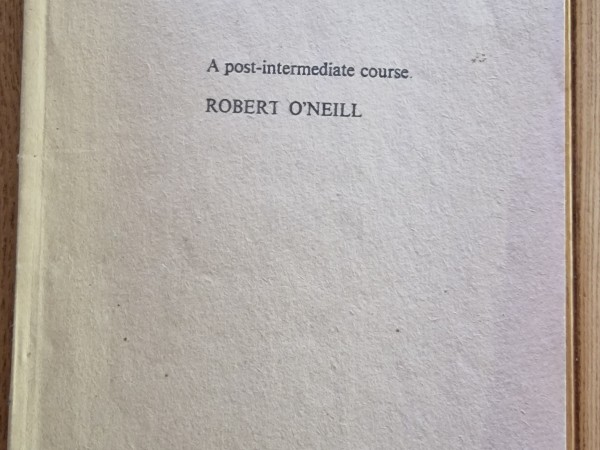 A post-intermediate course.
ROBERT O'NEILL